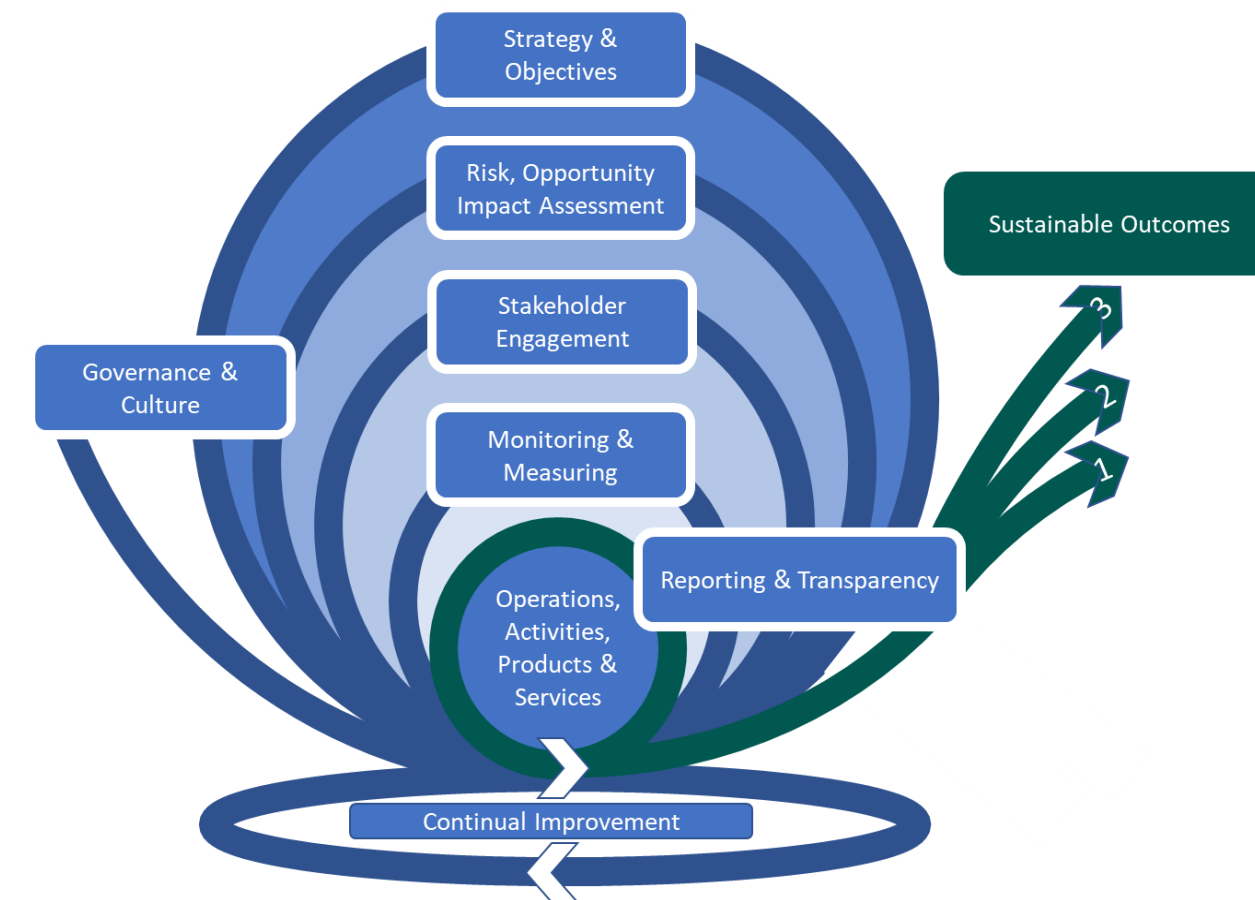 Strategy &
Objectives
Risk, Opportunity
Impact Assessment
Sustainable Outcomes
Stakeholder
Engagement
3
Governance &
Culture
2
Monitoring &
Measuring
1
Reporting & Transparency
Operations,
Activities,
Products &
Services
Continual Improvement